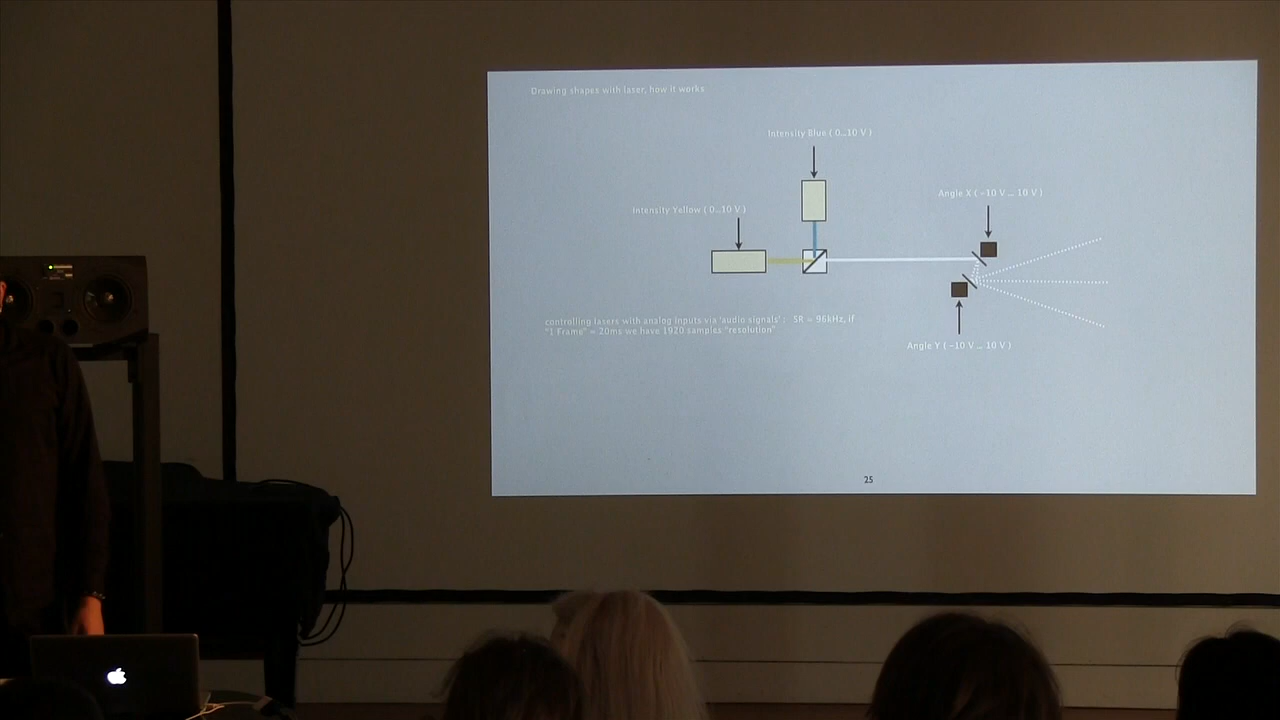 Drawing shapes with laser, how it works
Intensity Blue ( 0...10 V )
Angle X ( -10 V ... 10 V )
Intensity Yellow ( 0...10 V )
controlling lasers with analog inputs via 'audio signals' : SR = 96kHz, if
"1 Frame" = 20ms we have 1920 samples "resolution"
Angle Y ( -10 V ... 10 V )
25